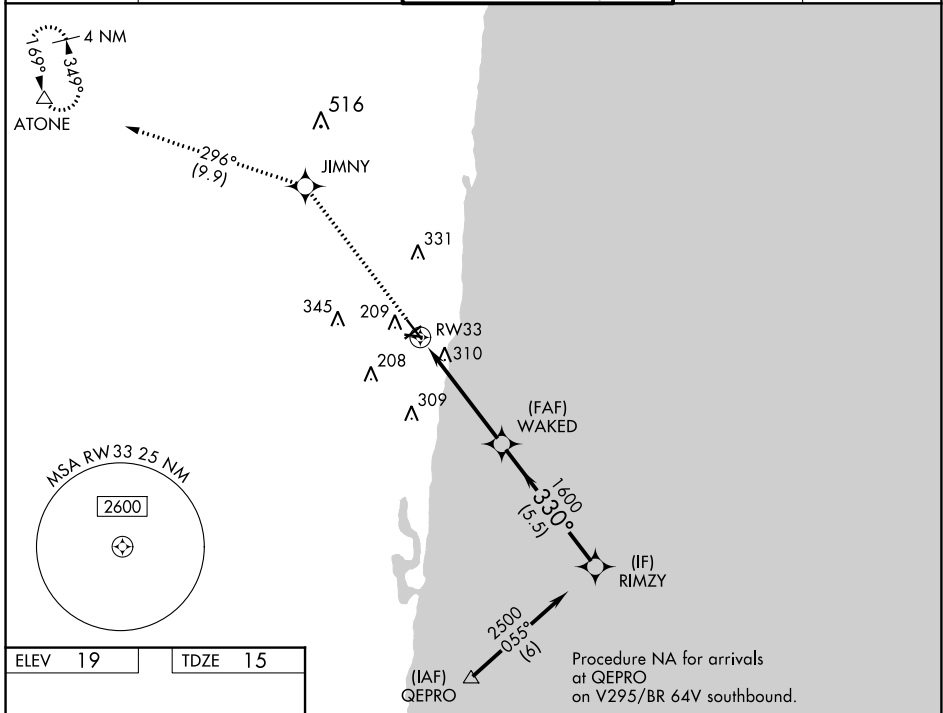 4 NM
169°
349°
ATONE
516
296°
(9.9)
JIMNY
331
345
209
RW33
310
208
309
(FAF)
WAKED
MSA RW33 25 NM
2600
1600
330°
(5.5)
(IF)
RIMZY
2500
055°
(6)
(IAF)
QEPRO
Procedure NA for arrivals
at QEPRO
on V295/BR 64V southbound.
ELEV 19
TDZE 15